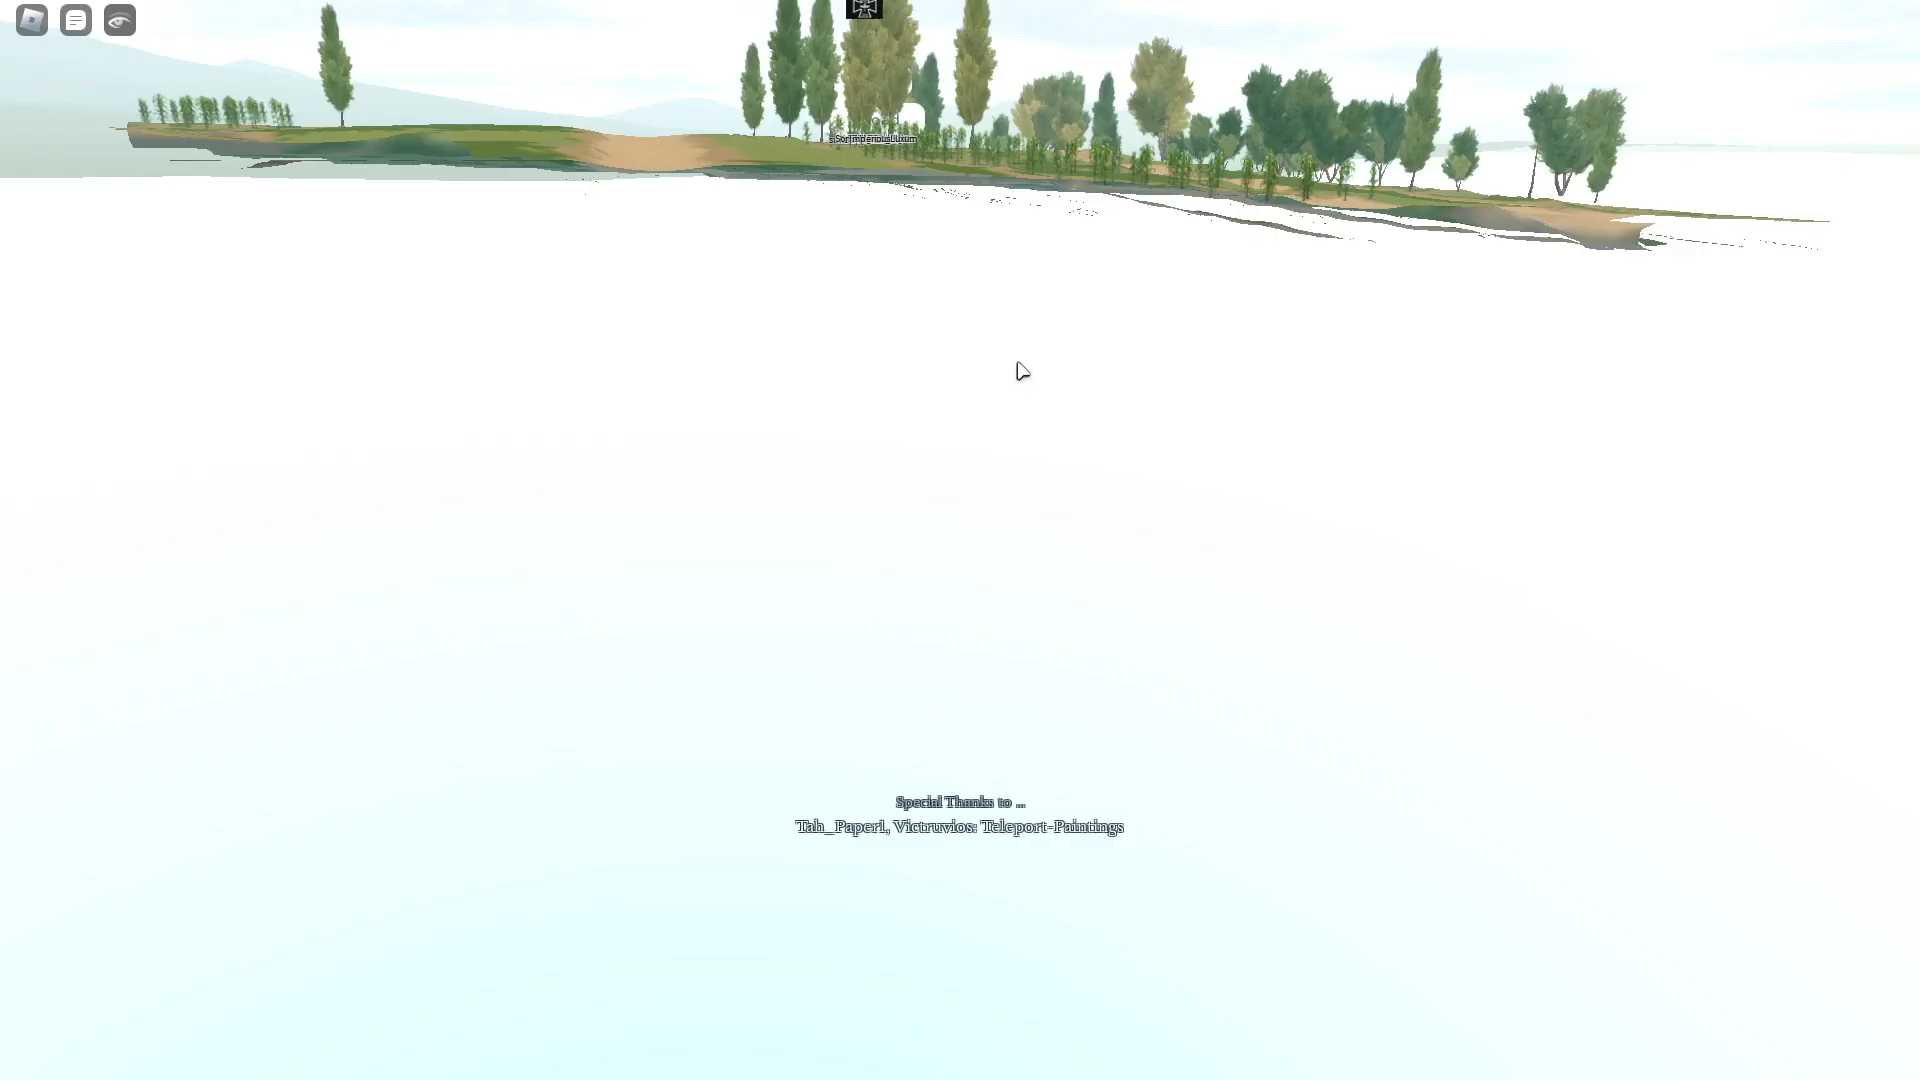 Special Thanks to ...
Tah_Paper1, Victruvios: Teleport-Paintings